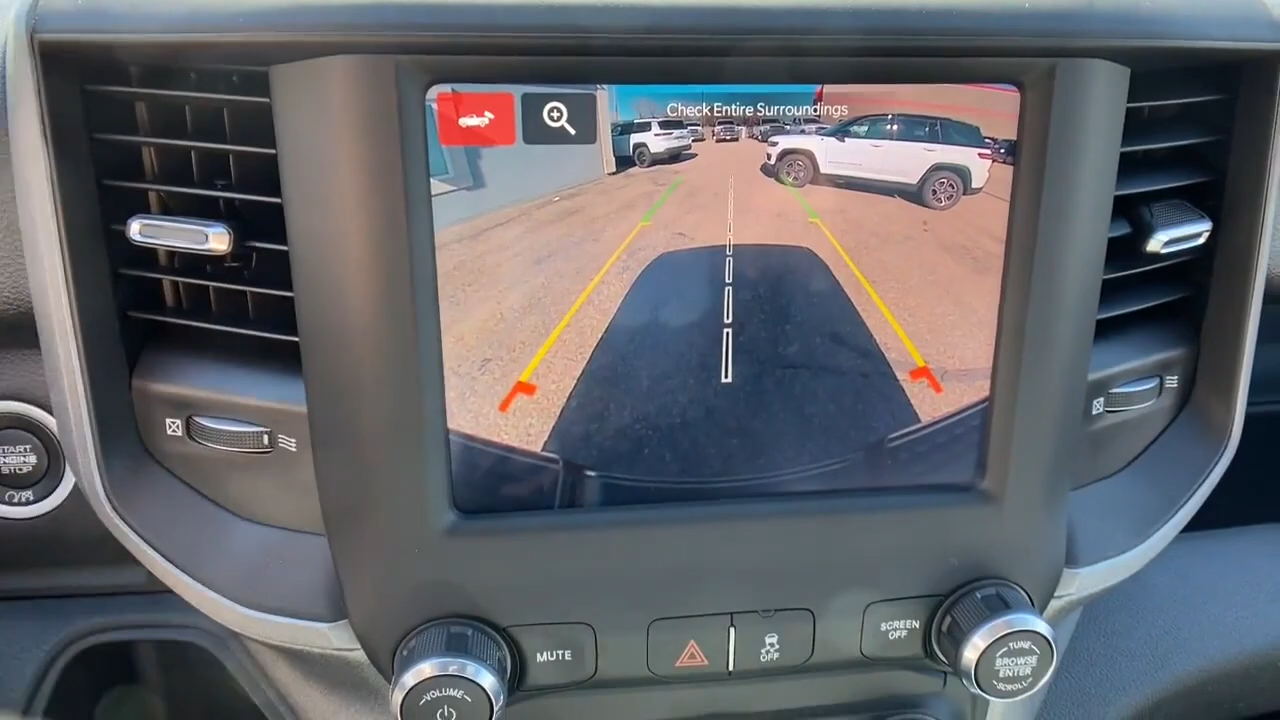 Check Entire Surroundings
START
ENGINE
STOP
MUTE
OFF
SCREEN
OFF
VOLUME
TUNE
BROWSE
ENTER
SCROLL